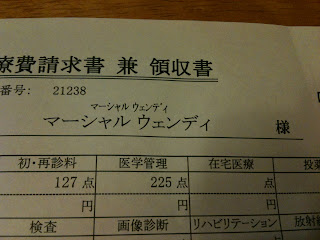 療費請求書 兼 領収書
番号: 21238
マーシャル ウェンディ
マーシャル ウェンディ 様
初・再診料 医学管理 在宅医療 投
127 点 225 点 点
円 円 円
検査 画像診断 リハビリテーション 放射